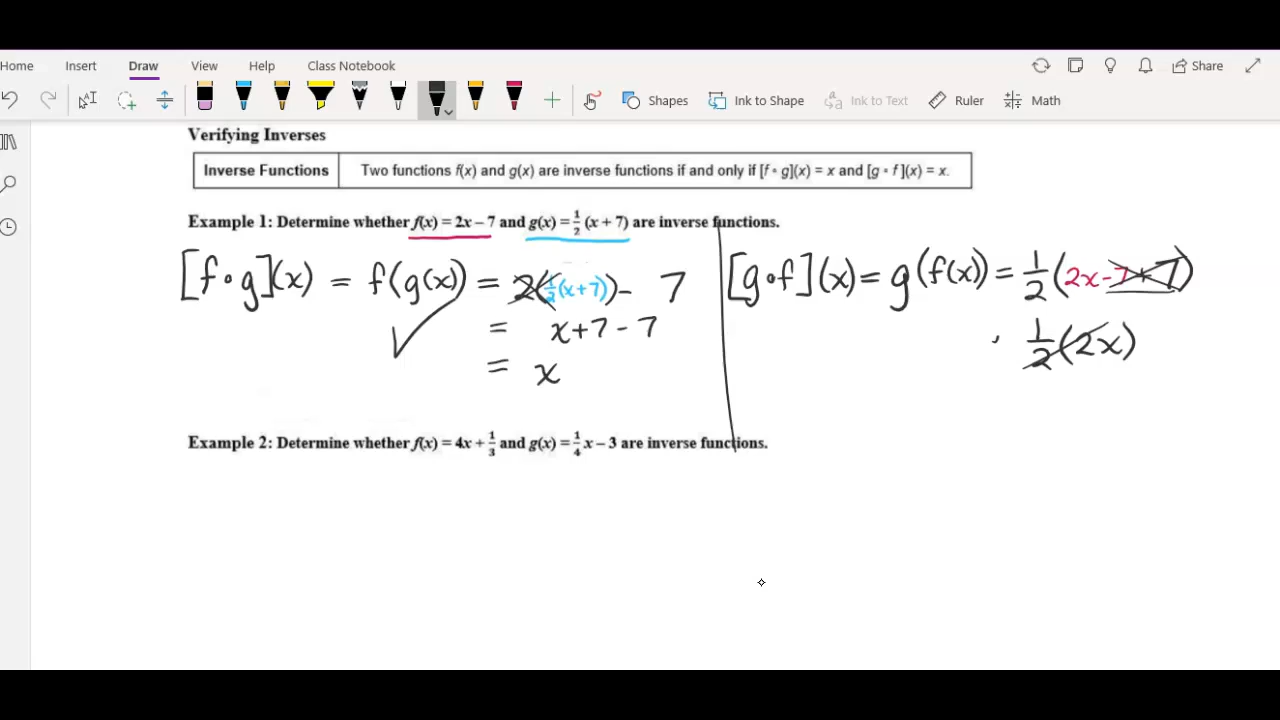 Home Insert Draw View Help Class Notebook Share
Shapes Ink to Shape Ink to Text Ruler Math
Verifying Inverses
Inverse Functions Two functions f(x) and g(x) are inverse functions if and only if [f ∘ g](x) = x and [g ∘ f](x) = x.
Example 1: Determine whether f(x) = 2x – 7 and g(x) = 1/2 (x + 7) are inverse functions.
[f∘g](x) = f(g(x)) = 2(1/2(x+7)) - 7
= x+7-7
= x
[g∘f](x) = g(f(x)) = 1/2(2x-7+7)
1/2(2x)
Example 2: Determine whether f(x) = 4x + 1/3 and g(x) = 1/4 x – 3 are inverse functions.